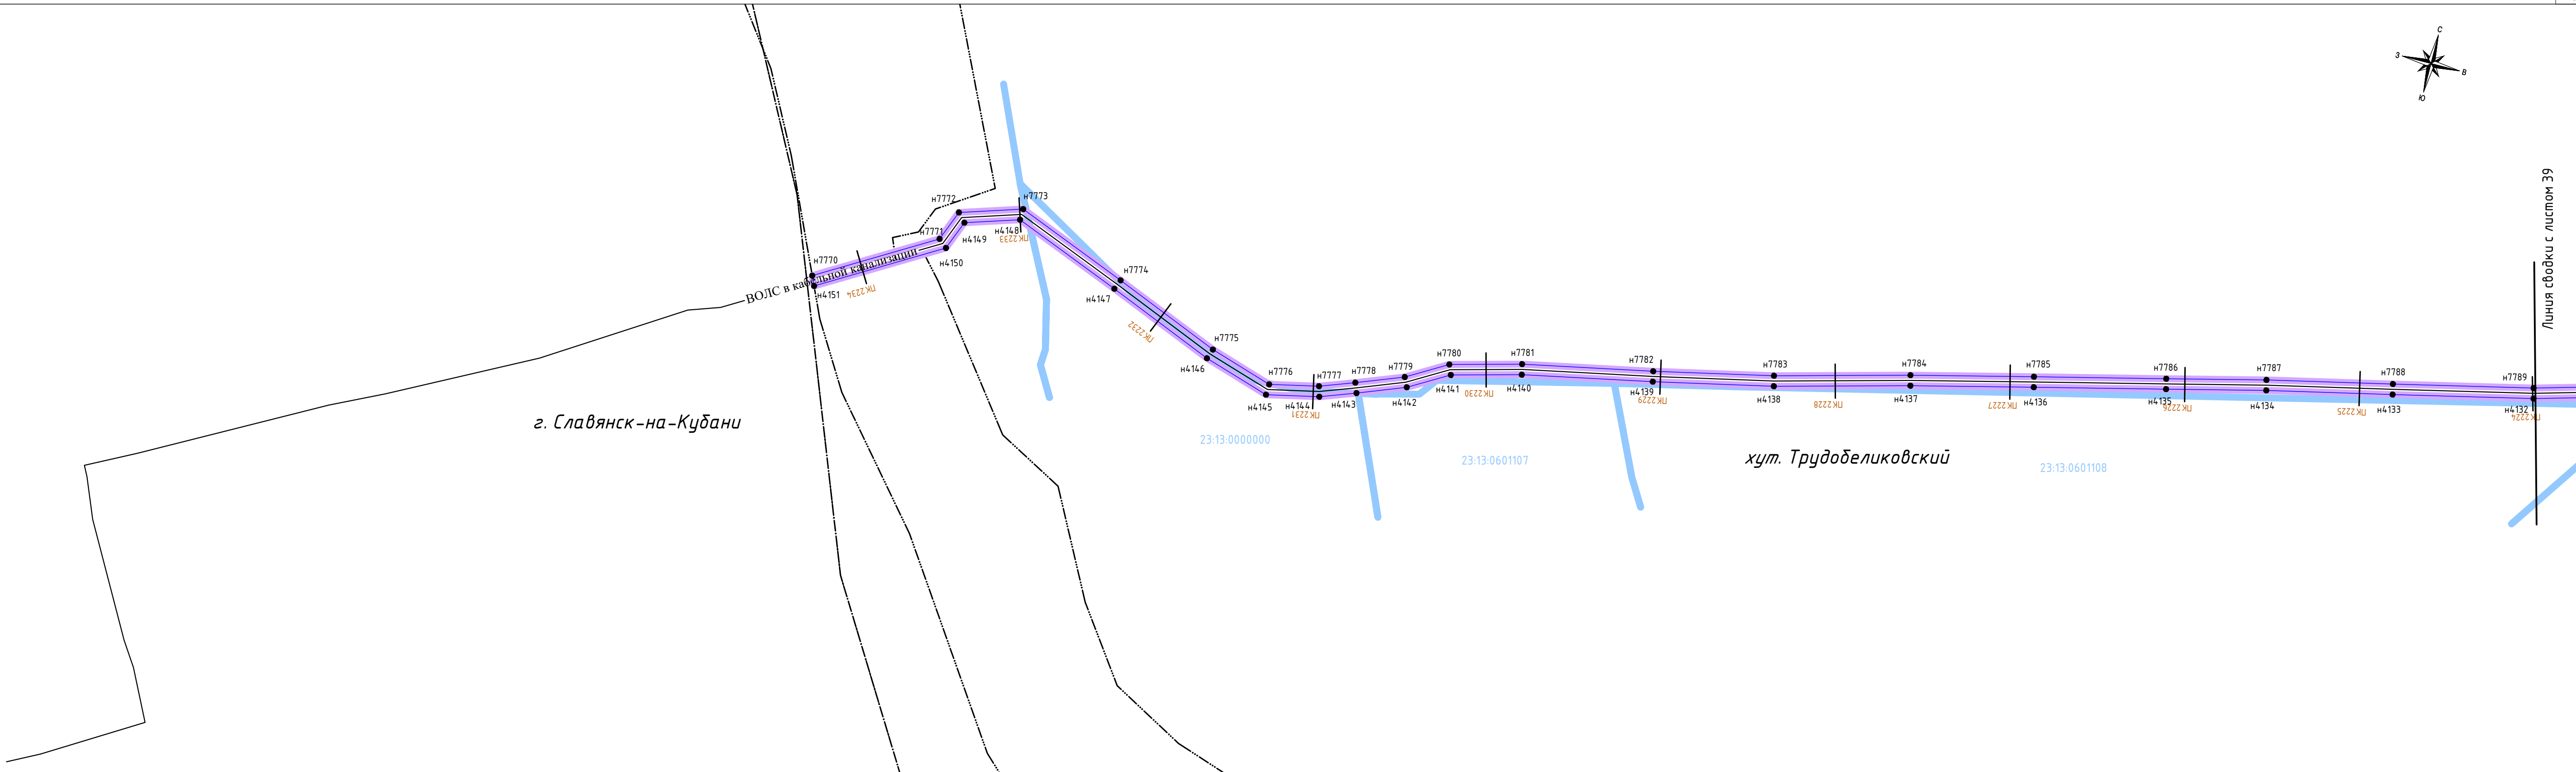 С
З
В
Ю
Линия сводки с листом 39
н7772
н7773
н7771
н4149
н4148
ПК2233
н7770
н4150
ВОЛС в кабельной канализации
н4151
ПК2234
н7774
н4147
ПК2232
н7775
н4146
н7776
н7777
н7778
н7779
н7780
н7781
н7782
н7783
н7784
н7785
н7786
н7787
н7788
н7789
н4145
н4144
ПК2231
н4143
н4142
н4141
ПК2230
н4140
н4139
ПК2229
н4138
ПК2228
н4137
ПК2227
н4136
н4135
ПК2226
н4134
ПК2225
н4133
н4132
ПК2224
г. Славянск-на-Кубани
23:13:0000000
23:13:0601107
хут. Трудобеликовский
23:13:0601108